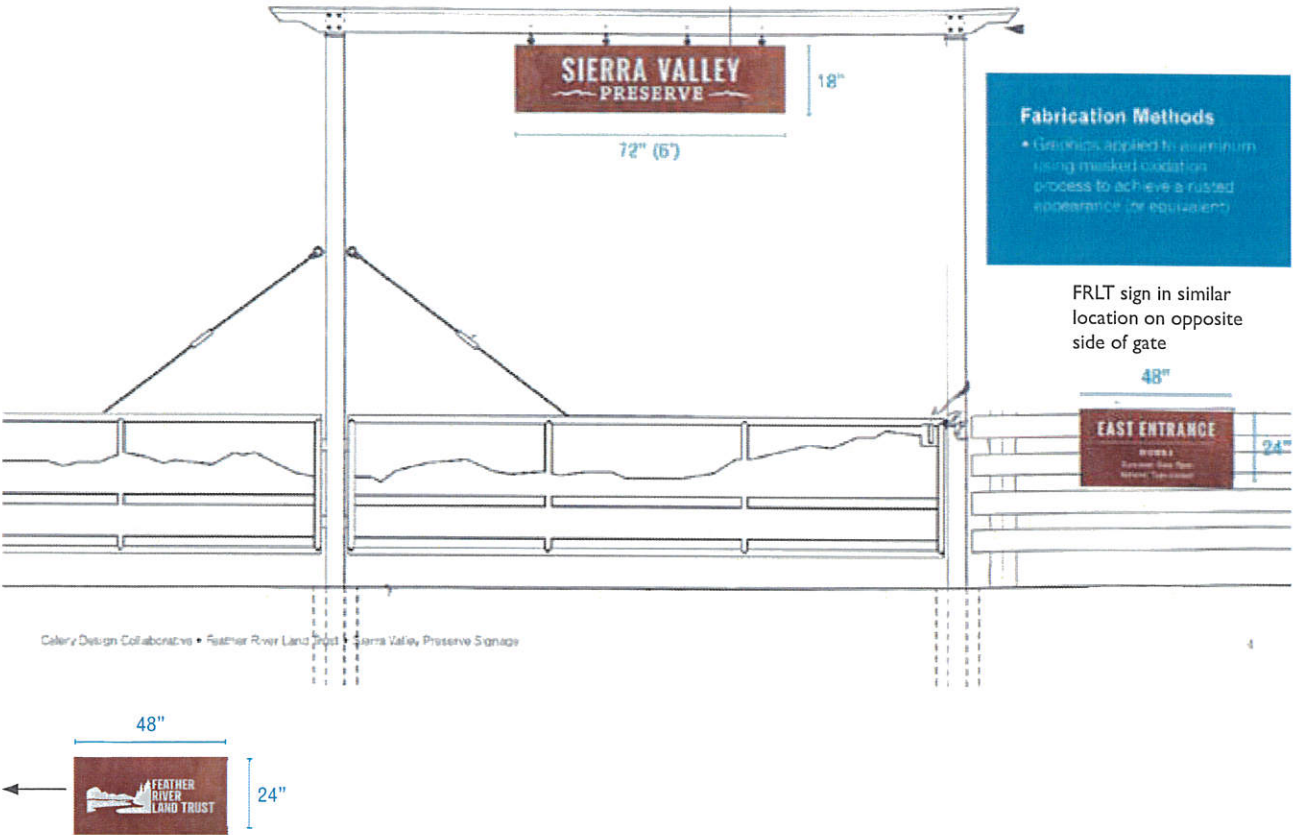 SIERRA VALLEY
PRESERVE
18"
72" (6')
Fabrication Methods
• Graphics applied to aluminum
using masked oxidation
process to achieve a rusted
appearance (or equivalent)
FRLT sign in similar
location on opposite
side of gate
48"
EAST ENTRANCE
HOURS
24"
Celery Design Collaborative • Feather River Land Trust • Sierra Valley Preserve Signage
4
48"
FEATHER
RIVER
LAND TRUST
24"